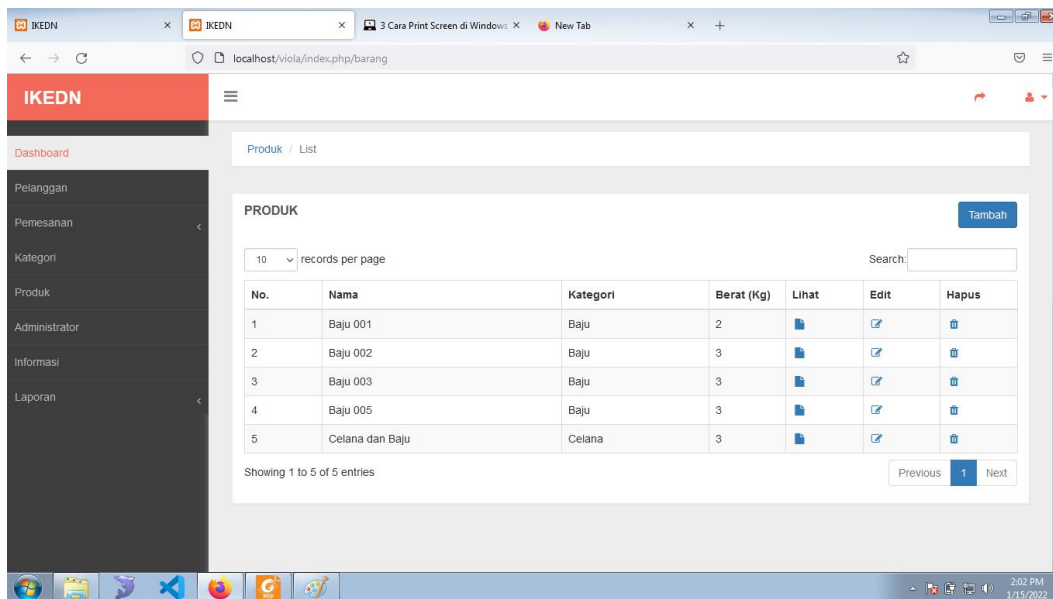 IKEDN
IKEDN
3 Cara Print Screen di Windows
New Tab
localhost/viola/index.php/barang
IKEDN
Dashboard
Pelanggan
Pemesanan
Kategori
Produk
Administrator
Informasi
Laporan
Produk / List
PRODUK
Tambah
10 records per page
Search:
No. Nama Kategori Berat (Kg) Lihat Edit Hapus
1 Baju 001 Baju 2
2 Baju 002 Baju 3
3 Baju 003 Baju 3
4 Baju 005 Baju 3
5 Celana dan Baju Celana 3
Showing 1 to 5 of 5 entries
Previous 1 Next
G PDF
2:02 PM
1/15/2022